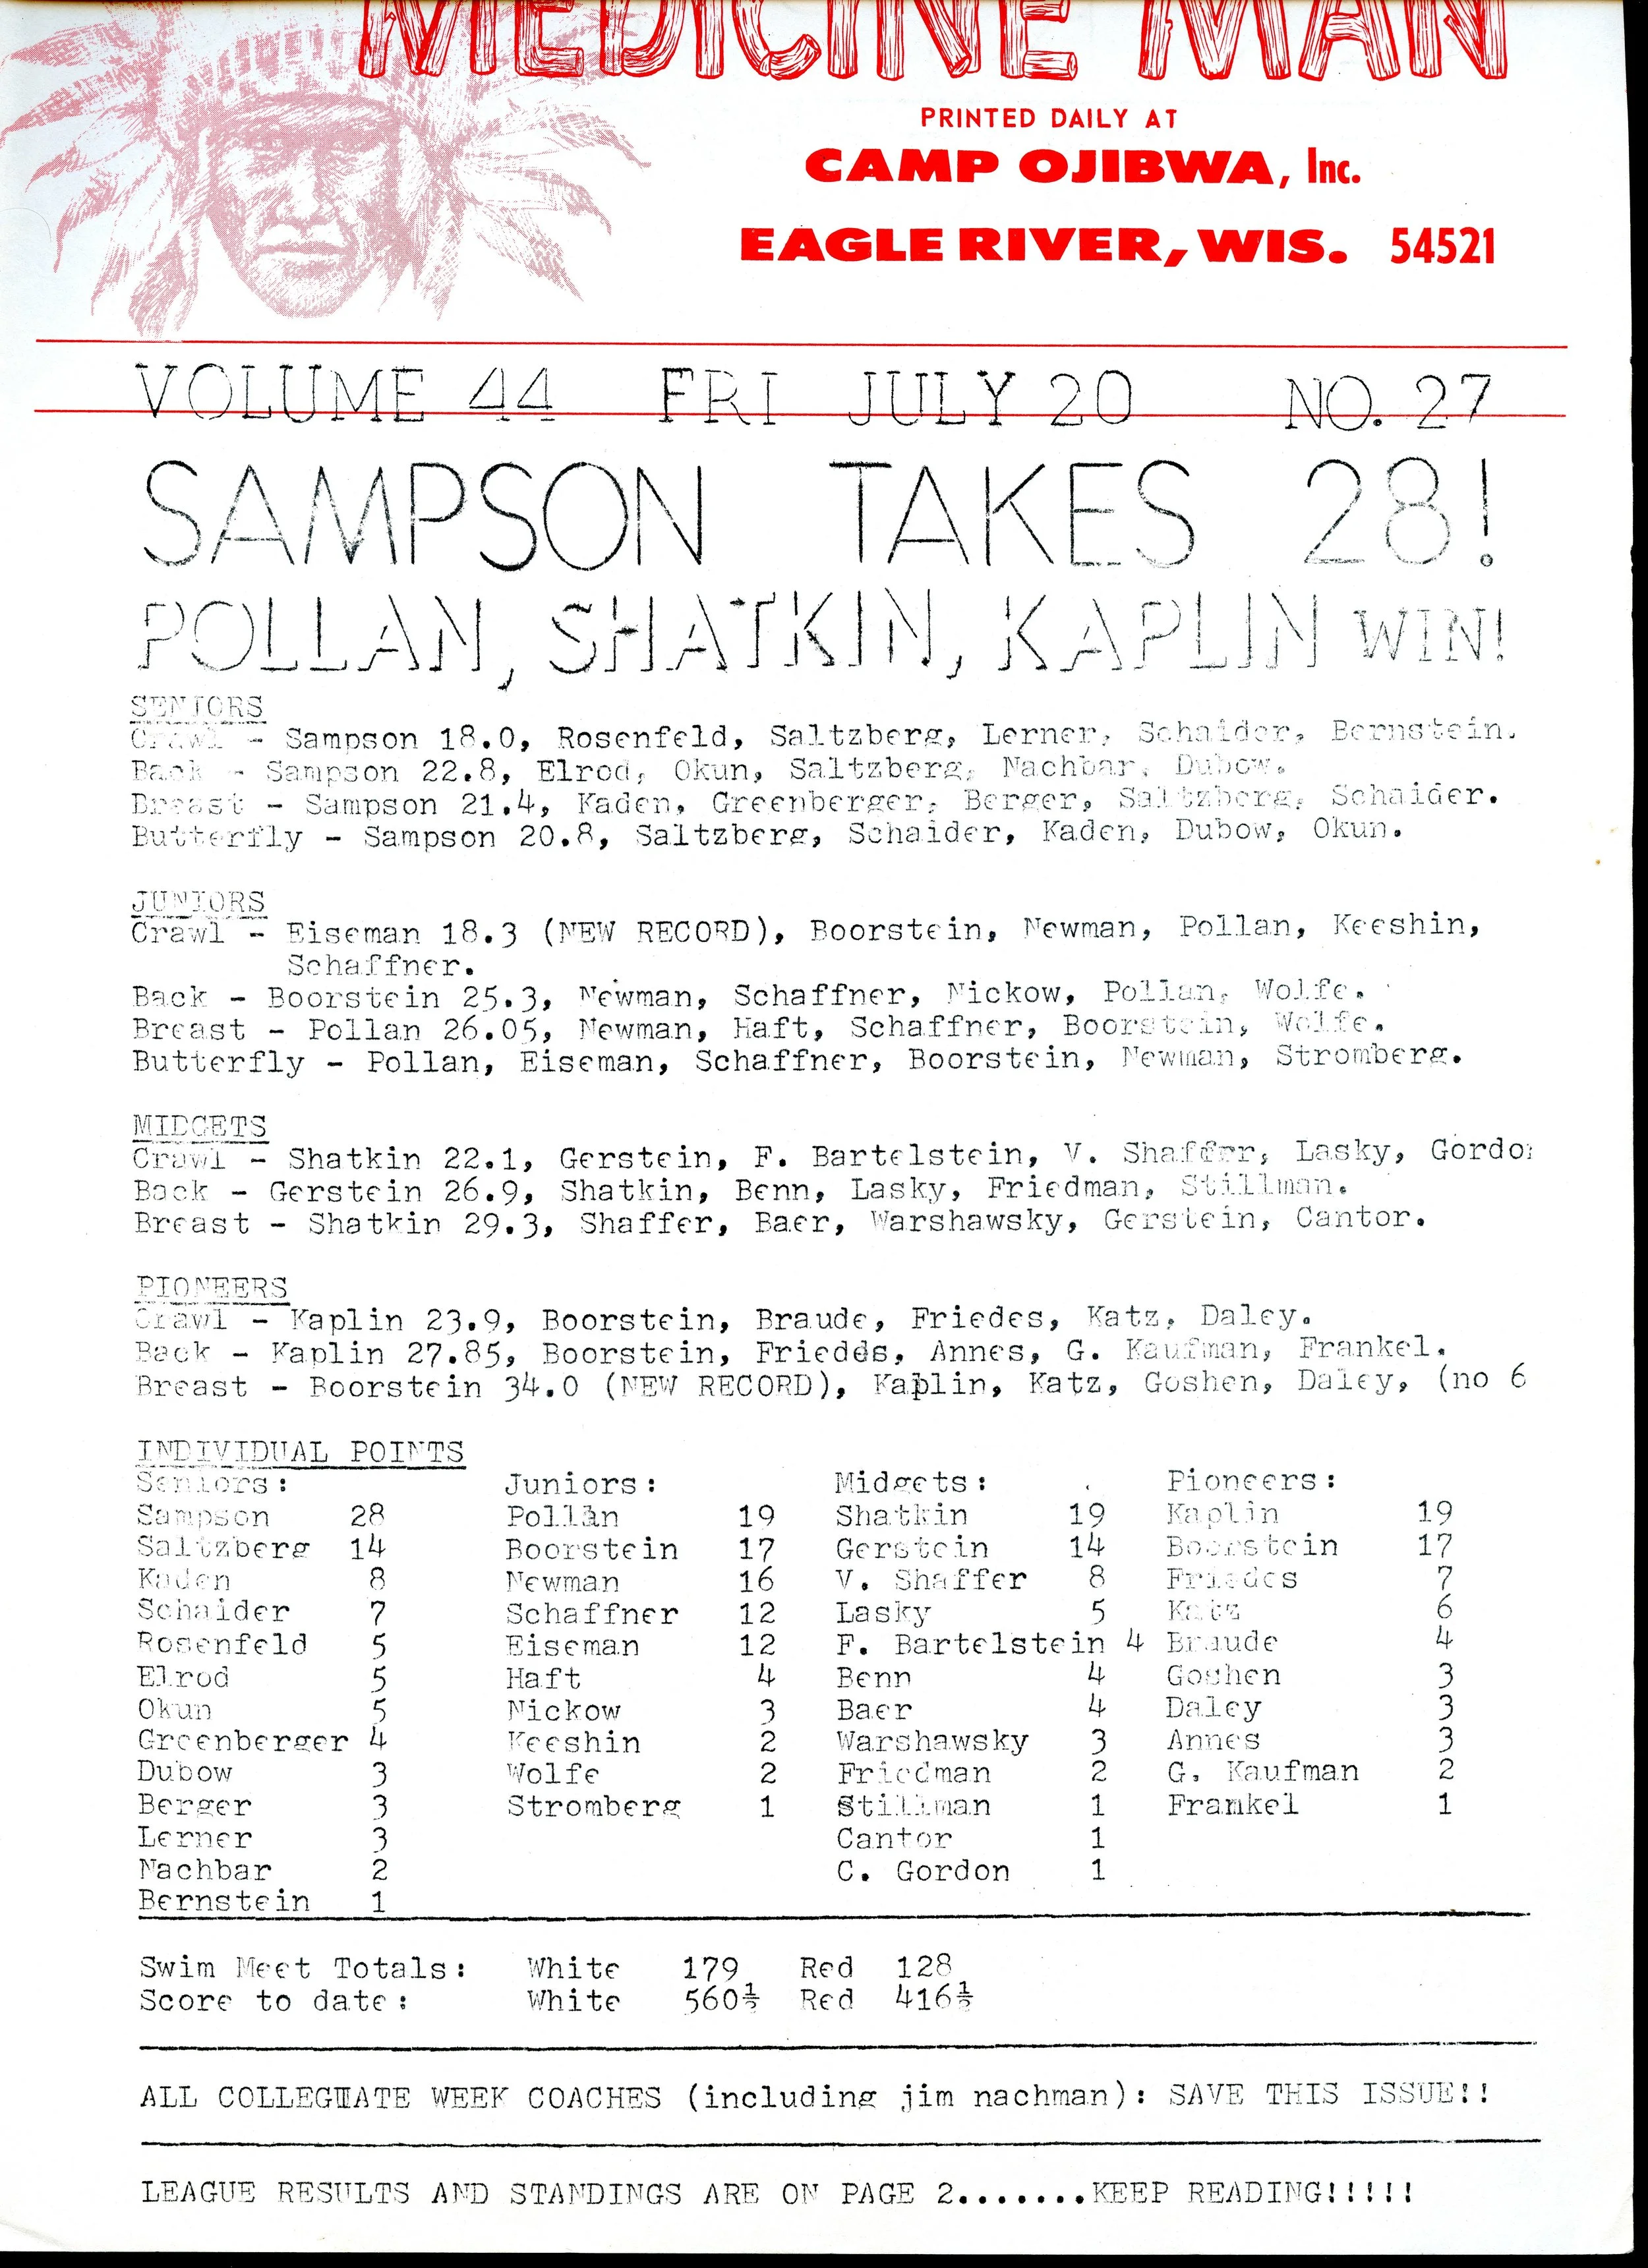 MEDICINE MAN
PRINTED DAILY AT
CAMP OJIBWA, Inc.
EAGLE RIVER, WIS. 54521
VOLUME 44 FRI JULY 20 NO. 27
SAMPSON TAKES 28!
POLLAN, SHATKIN, KAPLIN WIN!
SENIORS
Crawl - Sampson 18.0, Rosenfeld, Saltzberg, Lerner, Schaider, Bernstein.
Back - Sampson 22.8, Elrod, Okun, Saltzberg, Nachbar, Dubow.
Breast - Sampson 21.4, Kaden, Greenberger, Berger, Saltzberg, Schaider.
Butterfly - Sampson 20.8, Saltzberg, Schaider, Kaden, Dubow, Okun.
JUNIORS
Crawl - Eiseman 18.3 (NEW RECORD), Boorstein, Newman, Pollan, Keeshin,
Schaffner.
Back - Boorstein 25.3, Newman, Schaffner, Nickow, Pollan, Wolfe.
Breast - Pollan 26.05, Newman, Haft, Schaffner, Boorstein, Wolfe.
Butterfly - Pollan, Eiseman, Schaffner, Boorstein, Newman, Stromberg.
MIDGETS
Crawl - Shatkin 22.1, Gerstein, F. Bartelstein, V. Shaffer, Lasky, Gordon
Back - Gerstein 26.9, Shatkin, Benn, Lasky, Friedman, Stillman.
Breast - Shatkin 29.3, Shaffer, Baer, Warshawsky, Gerstein, Cantor.
PIONEERS
Crawl - Kaplin 23.9, Boorstein, Braude, Friedes, Katz, Daley.
Back - Kaplin 27.85, Boorstein, Friedds, Annes, G. Kaufman, Frankel.
Breast - Boorstein 34.0 (NEW RECORD), Kaplin, Katz, Goshen, Daley, (no 6
INDIVIDUAL POINTS
Seniors: Juniors: Midgets: Pioneers:
Sampson 28 Pollan 19 Shatkin 19 Kaplin 19
Saltzberg 14 Boorstein 17 Gerstein 14 Boorstein 17
Kaden 8 Newman 16 V. Shaffer 8 Friedes 7
Schaider 7 Schaffner 12 Lasky 5 Katz 6
Rosenfeld 5 Eiseman 12 F. Bartelstein 4 Braude 4
Elrod 5 Haft 4 Benn 4 Goshen 3
Okun 5 Nickow 3 Baer 4 Daley 3
Greenberger 4 Keeshin 2 Warshawsky 3 Annes 3
Dubow 3 Wolfe 2 Friedman 2 G. Kaufman 2
Berger 3 Stromberg 1 Stillman 1 Frankel 1
Lerner 3 Cantor 1
Nachbar 2 C. Gordon 1
Bernstein 1
Swim Meet Totals: White 179 Red 128
Score to date: White 560½ Red 416½
ALL COLLEGIATE WEEK COACHES (including jim nachman): SAVE THIS ISSUE!!
LEAGUE RESULTS AND STANDINGS ARE ON PAGE 2.......KEEP READING!!!!!